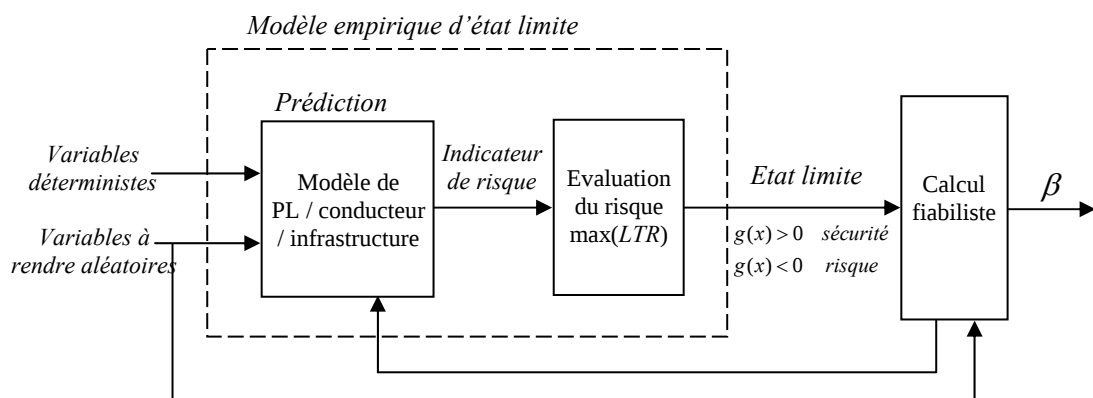 Modèle empirique d’état limite
Prédiction
Variables
déterministes
Variables à
rendre aléatoires
Modèle de
PL / conducteur
/ infrastructure
Indicateur
de risque
Evaluation
du risque
max(LTR)
Etat limite
g(x) > 0 sécurité
g(x) < 0 risque
Calcul
fiabiliste
β